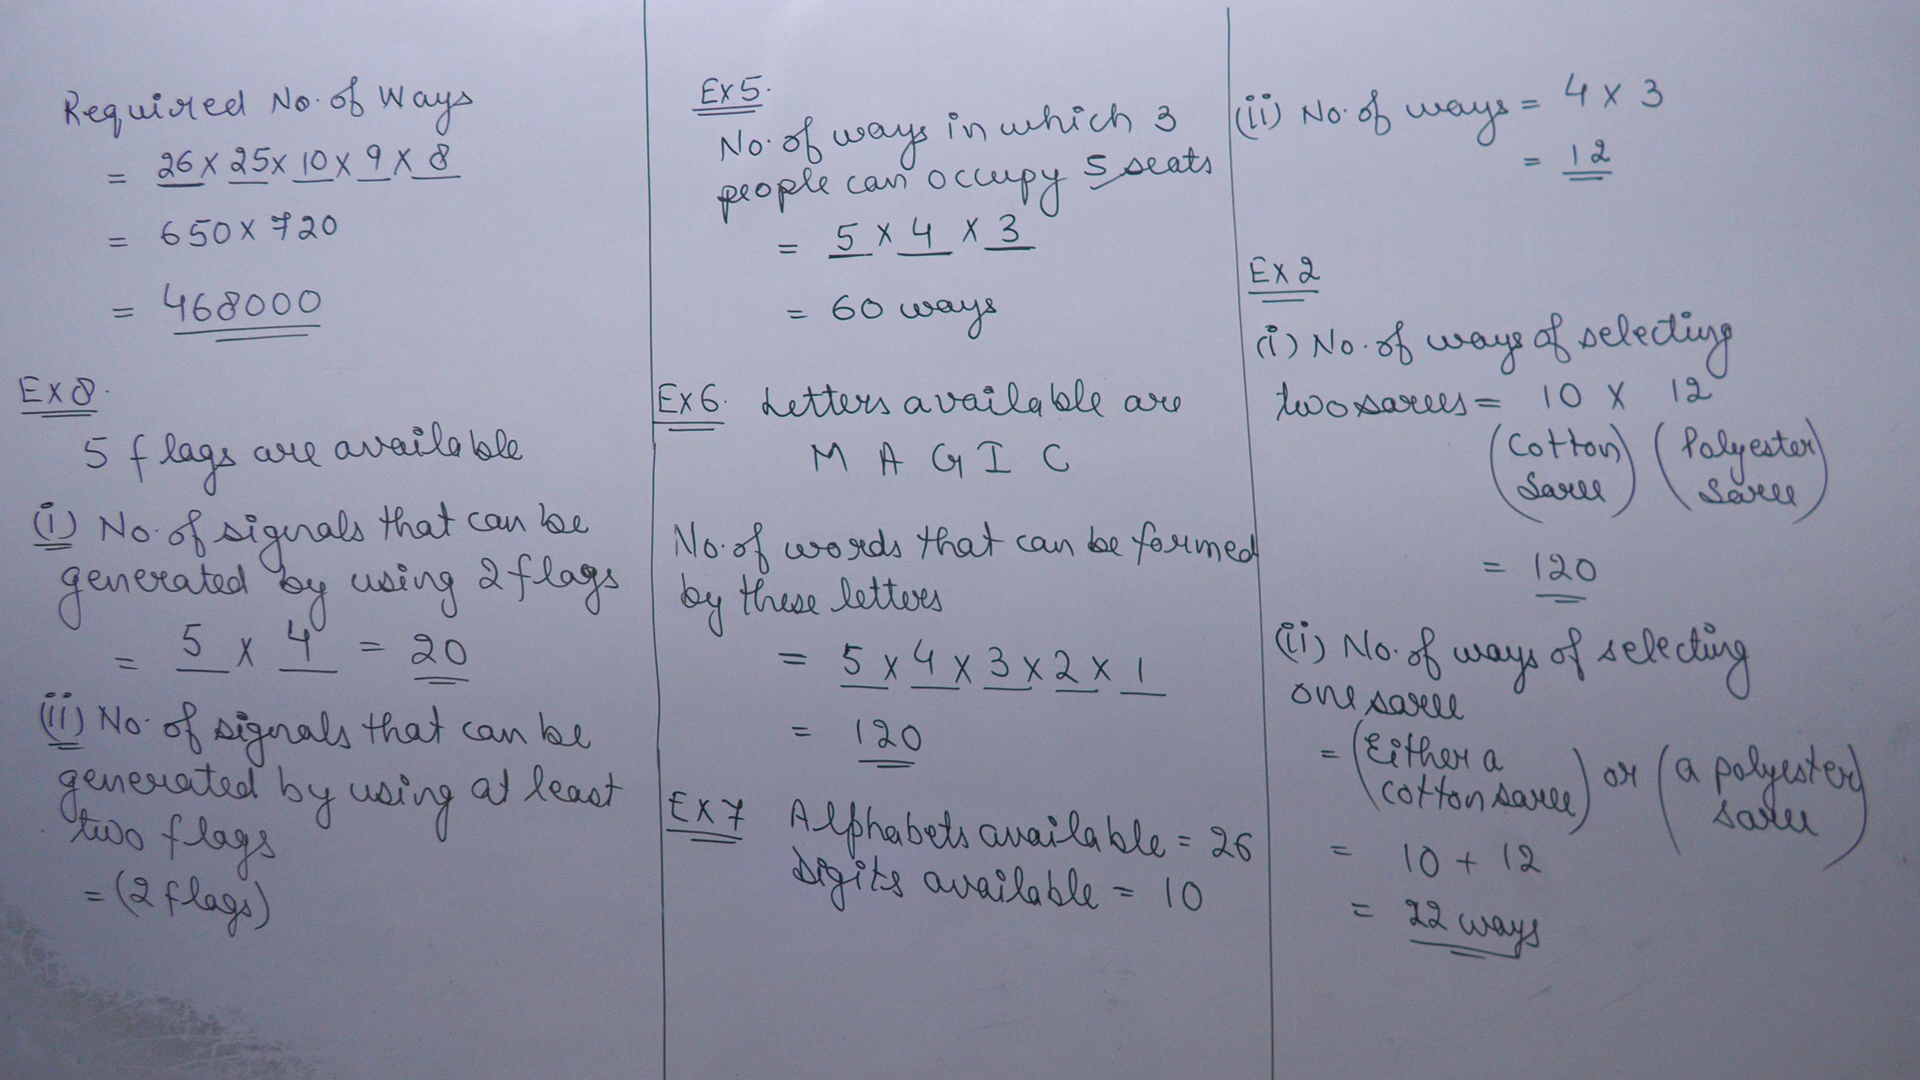 Required No. of Ways
= 26 x 25 x 10 x 9 x 8
= 650 x 720
= 468000
Ex 8.
5 flags are available
(i) No. of signals that can be
generated by using 2 flags
= 5 x 4 = 20
(ii) No. of signals that can be
generated by using at least
two flags
= (2 flags)
Ex 5.
No. of ways in which 3
people can occupy 5 seats
= 5 x 4 x 3
= 60 ways
Ex 6. Letters available are
M A G I C
No. of words that can be formed
by these letters
= 5 x 4 x 3 x 2 x 1
= 120
Ex 7 Alphabets available = 26
Digits available = 10
(ii) No. of ways = 4 x 3
= 12
Ex 2
(i) No. of ways of selecting
two sarees = 10 x 12
(Cotton Saree) (Polyester Saree)
= 120
(ii) No. of ways of selecting
one saree
= (Either a cotton saree) or (a polyester saree)
= 10 + 12
= 22 ways